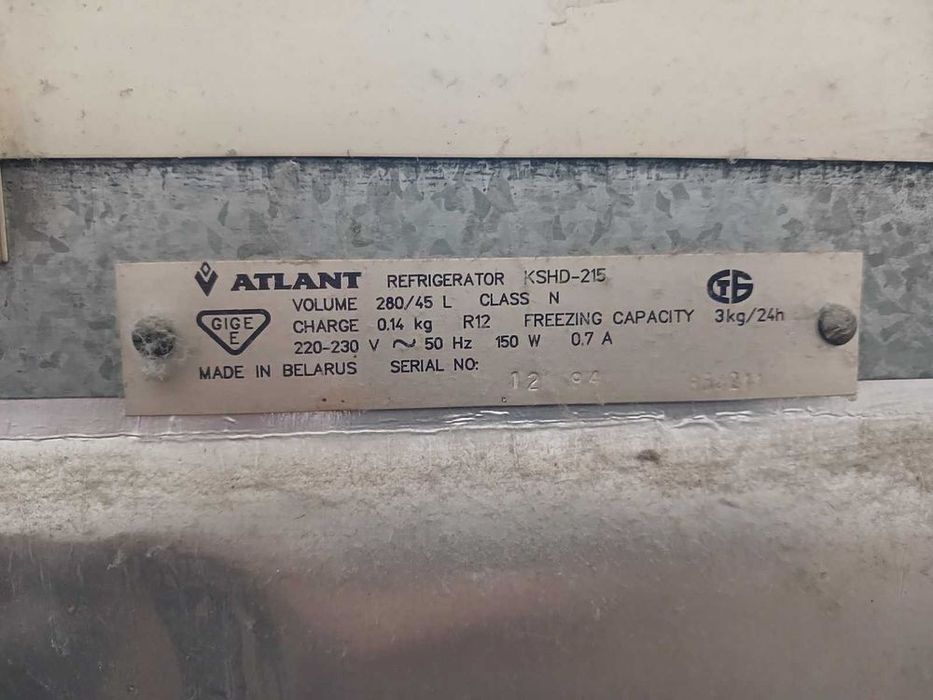 ATLANT REFRIGERATOR KSHD-215
VOLUME 280/45 L CLASS N
GIGE
E
CHARGE 0.14 kg R12 FREEZING CAPACITY 3kg/24h
220-230 V ~ 50 Hz 150 W 0.7 A
MADE IN BELARUS SERIAL NO: 12 94